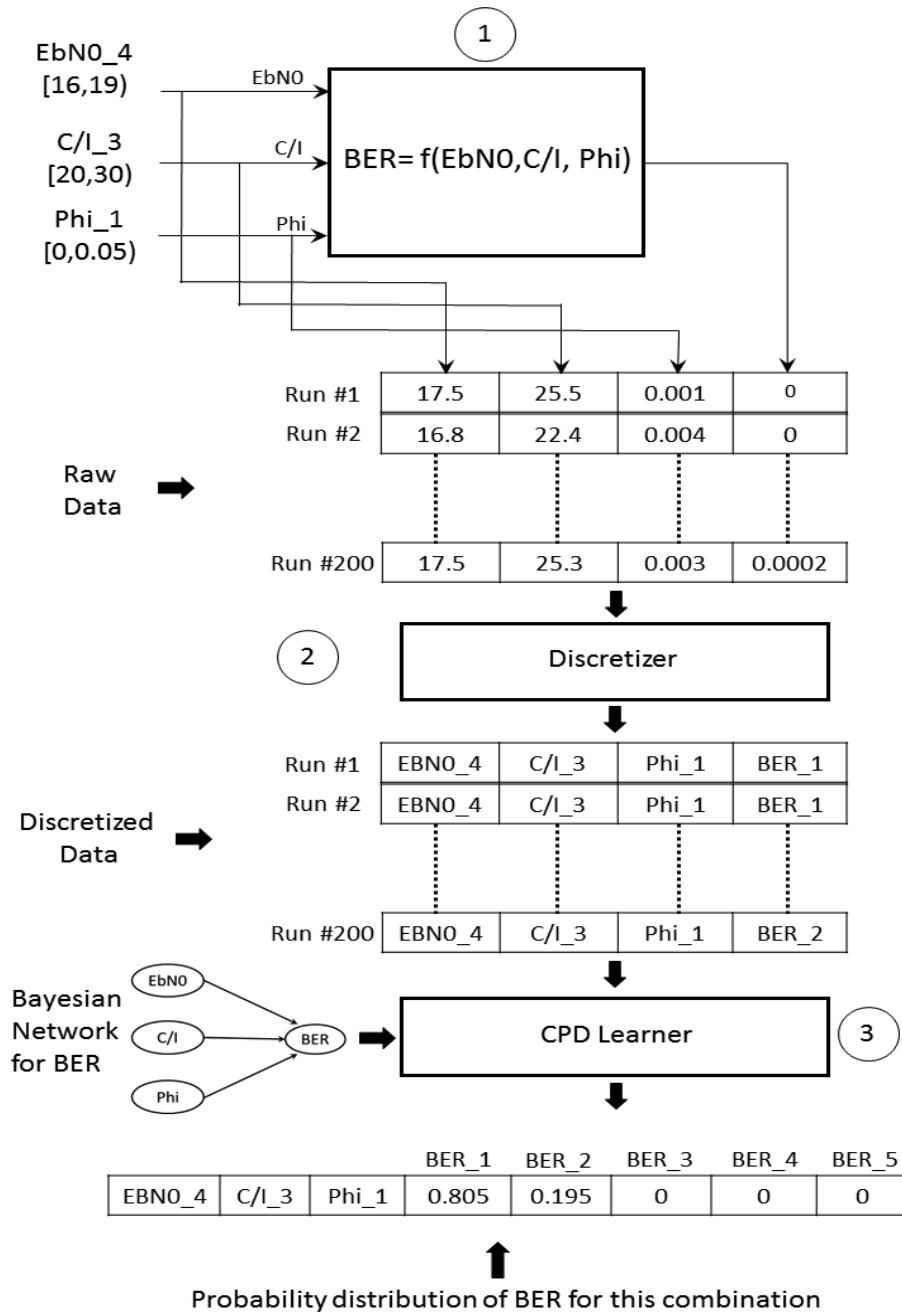 1
EbN0_4
[16,19)
EbN0
C/I_3
[20,30)
C/I
BER= f(EbN0,C/I, Phi)
Phi_1
[0,0.05)
Phi
Run #1 17.5 25.5 0.001 0
Run #2 16.8 22.4 0.004 0
Raw
Data
Run #200 17.5 25.3 0.003 0.0002
2
Discretizer
Run #1 EBN0_4 C/I_3 Phi_1 BER_1
Run #2 EBN0_4 C/I_3 Phi_1 BER_1
Discretized
Data
Run #200 EBN0_4 C/I_3 Phi_1 BER_2
Bayesian
Network
for BER
EbN0
C/I
Phi
BER
CPD Learner
3
BER_1 BER_2 BER_3 BER_4 BER_5
EBN0_4 C/I_3 Phi_1 0.805 0.195 0 0 0
Probability distribution of BER for this combination